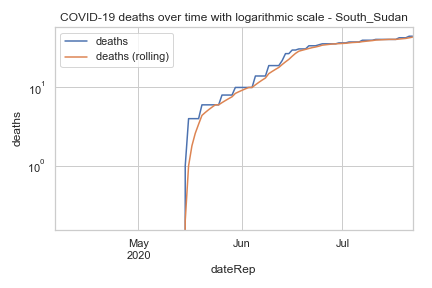 COVID-19 deaths over time with logarithmic scale - South_Sudan
deaths
deaths (rolling)
10¹
10⁰
deaths
May
2020
Jun
Jul
dateRep